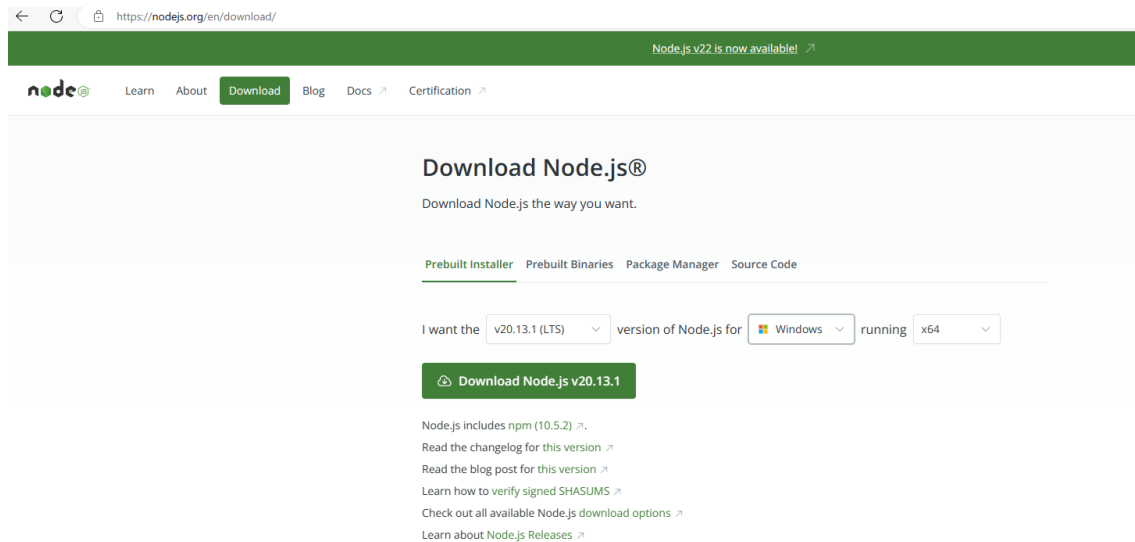 https://nodejs.org/en/download/
Node.js v22 is now available!
node
Learn About Download Blog Docs Certification
Download Node.js®
Download Node.js the way you want.
Prebuilt Installer Prebuilt Binaries Package Manager Source Code
I want the v20.13.1 (LTS) version of Node.js for Windows running x64
Download Node.js v20.13.1
Node.js includes npm (10.5.2).
Read the changelog for this version
Read the blog post for this version
Learn how to verify signed SHASUMS
Check out all available Node.js download options
Learn about Node.js Releases